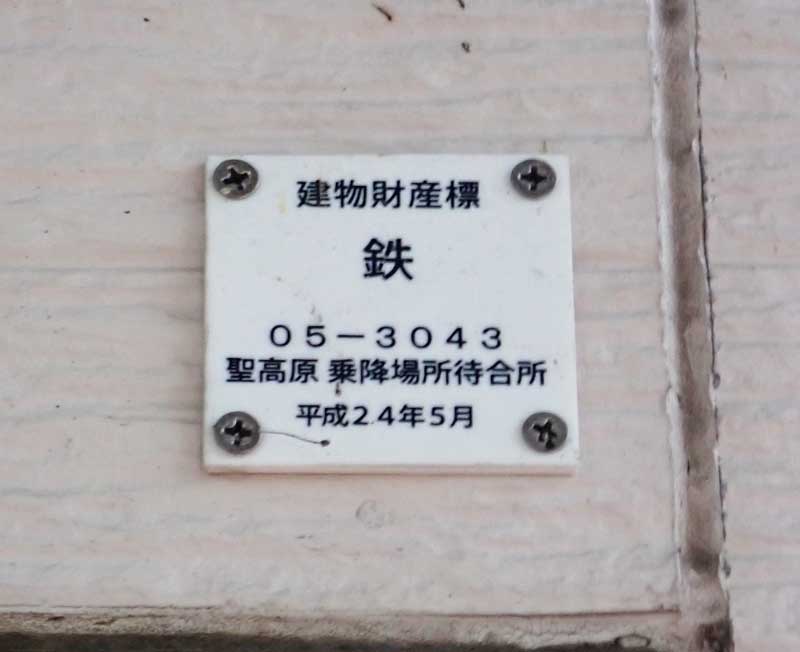 建物財産標
鉄
０５－３０４３
聖高原 乗降場所待合所
平成２４年５月